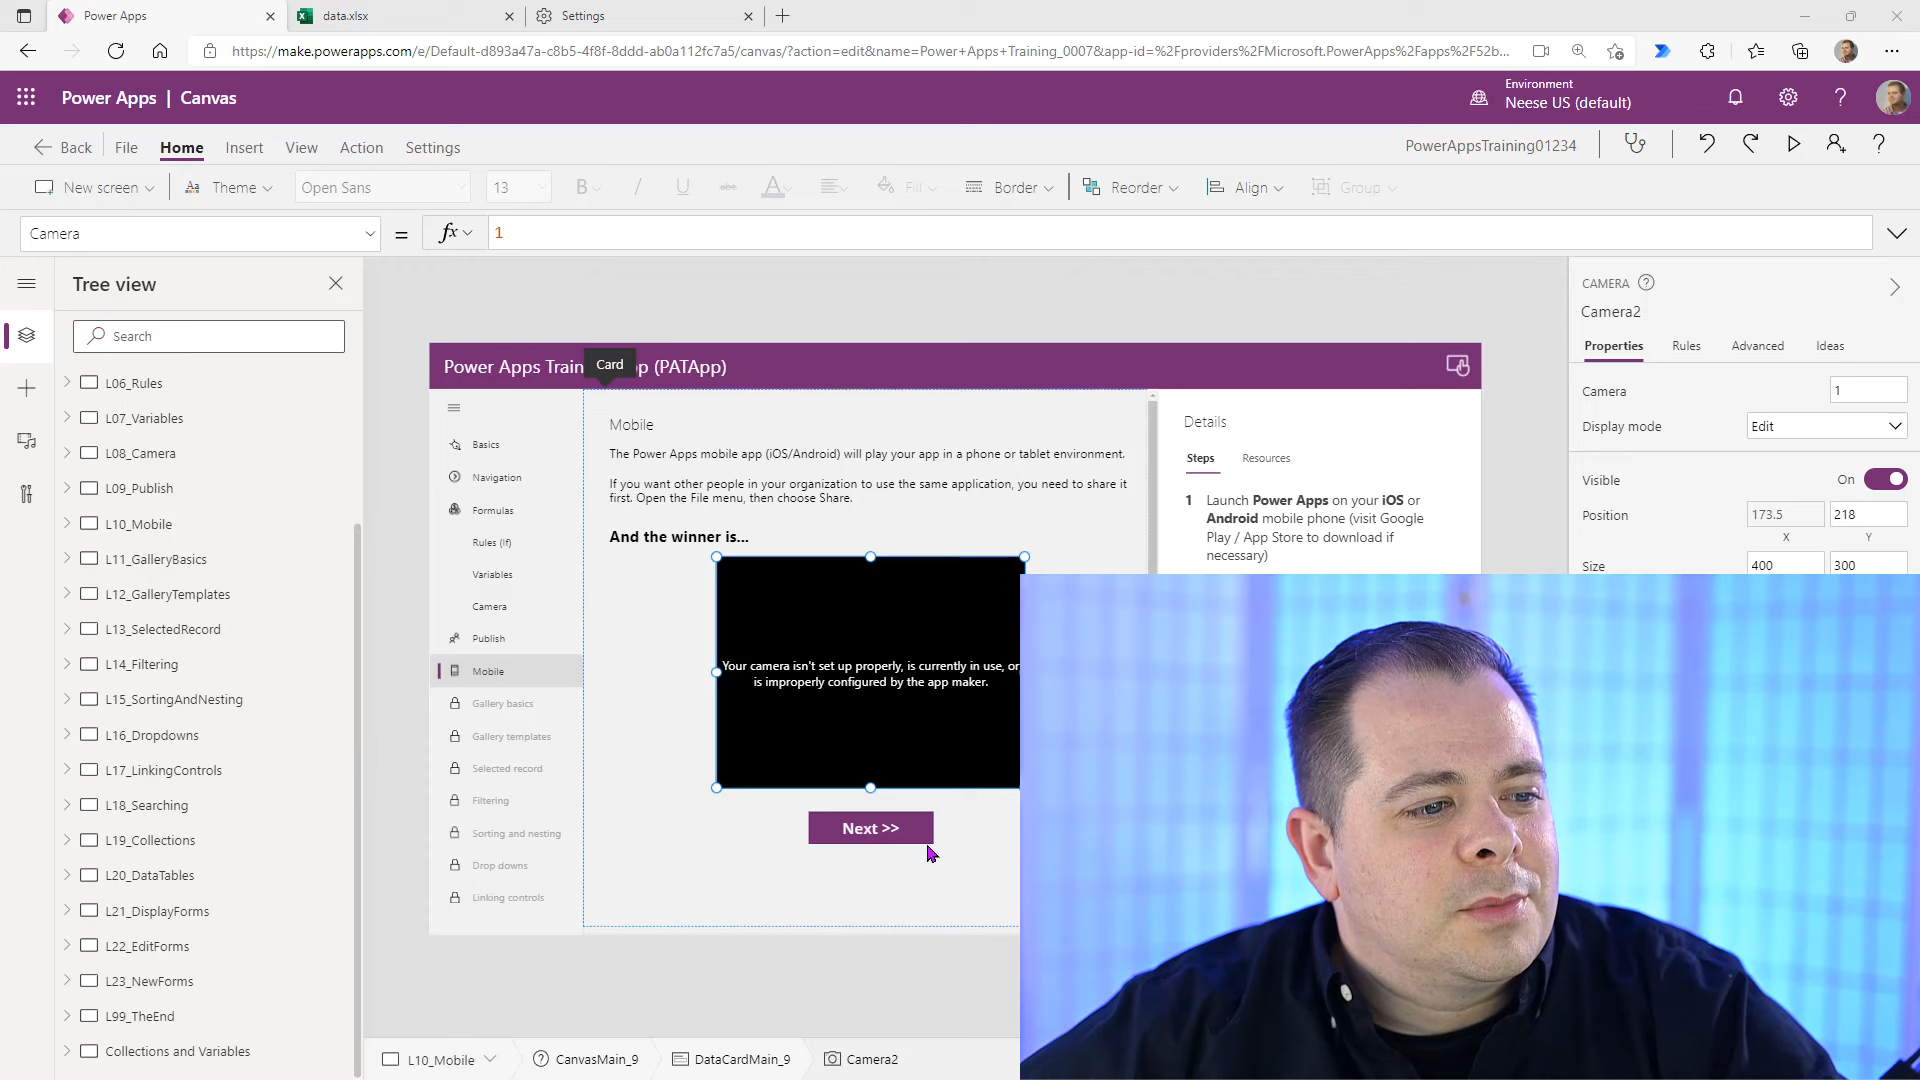 Power Apps
data.xlsx
Settings
https://make.powerapps.com/e/Default-d893a47a-c8b5-4f8f-8ddd-ab0a112fc7a5/canvas/?action=edit&name=Power+Apps+Training_0007&app-id=%2Fproviders%2FMicrosoft.PowerApps%2Fapps%2F52b...
Power Apps | Canvas
Environment
Neese US (default)
Back
File
Home
Insert
View
Action
Settings
PowerAppsTraining01234
New screen
Theme
Open Sans
13
B
Border
Fill
Reorder
Align
Group
Camera
=
fx
1
Tree view
Search
L06_Rules
L07_Variables
L08_Camera
L09_Publish
L10_Mobile
L11_GalleryBasics
L12_GalleryTemplates
L13_SelectedRecord
L14_Filtering
L15_SortingAndNesting
L16_Dropdowns
L17_LinkingControls
L18_Searching
L19_Collections
L20_DataTables
L21_DisplayForms
L22_EditForms
L23_NewForms
L99_TheEnd
Collections and Variables
Power Apps Train
Card
p (PATApp)
Basics
Navigation
Formulas
Rules (If)
Variables
Camera
Publish
Mobile
Gallery basics
Gallery templates
Selected record
Filtering
Sorting and nesting
Drop downs
Linking controls
Mobile
The Power Apps mobile app (iOS/Android) will play your app in a phone or tablet environment.
If you want other people in your organization to use the same application, you need to share it
first. Open the File menu, then choose Share.
And the winner is...
Your camera isn't set up properly, is currently in use, or
is improperly configured by the app maker.
Next >>
Details
Steps
Resources
1 Launch Power Apps on your iOS or
Android mobile phone (visit Google
Play / App Store to download if
necessary)
CAMERA
Camera2
Properties
Rules
Advanced
Ideas
Camera
1
Display mode
Edit
Visible
On
Position
173.5
218
X
Y
Size
400
300
L10_Mobile
CanvasMain_9
DataCardMain_9
Camera2